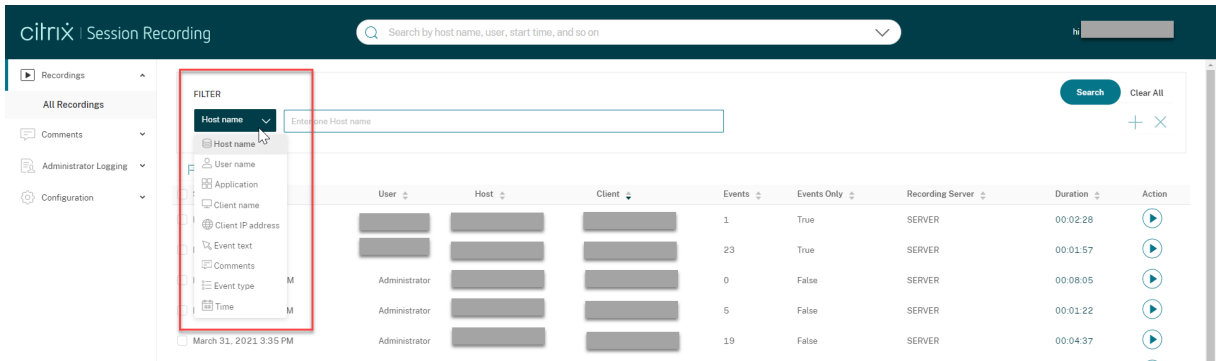 citrix | Session Recording
Search by host name, user, start time, and so on
hi
Recordings
All Recordings
Comments
Administrator Logging
Configuration
FILTER
Search
Clear All
Host name
Enter one Host name
Host name
User name
Application
Client name
Client IP address
Event text
Comments
Event type
Time
User Host Client Events Events Only Recording Server Duration Action
1 True SERVER 00:02:28
23 True SERVER 00:01:57
M Administrator 0 False SERVER 00:08:05
M Administrator 5 False SERVER 00:01:22
March 31, 2021 3:35 PM Administrator 19 False SERVER 00:04:37